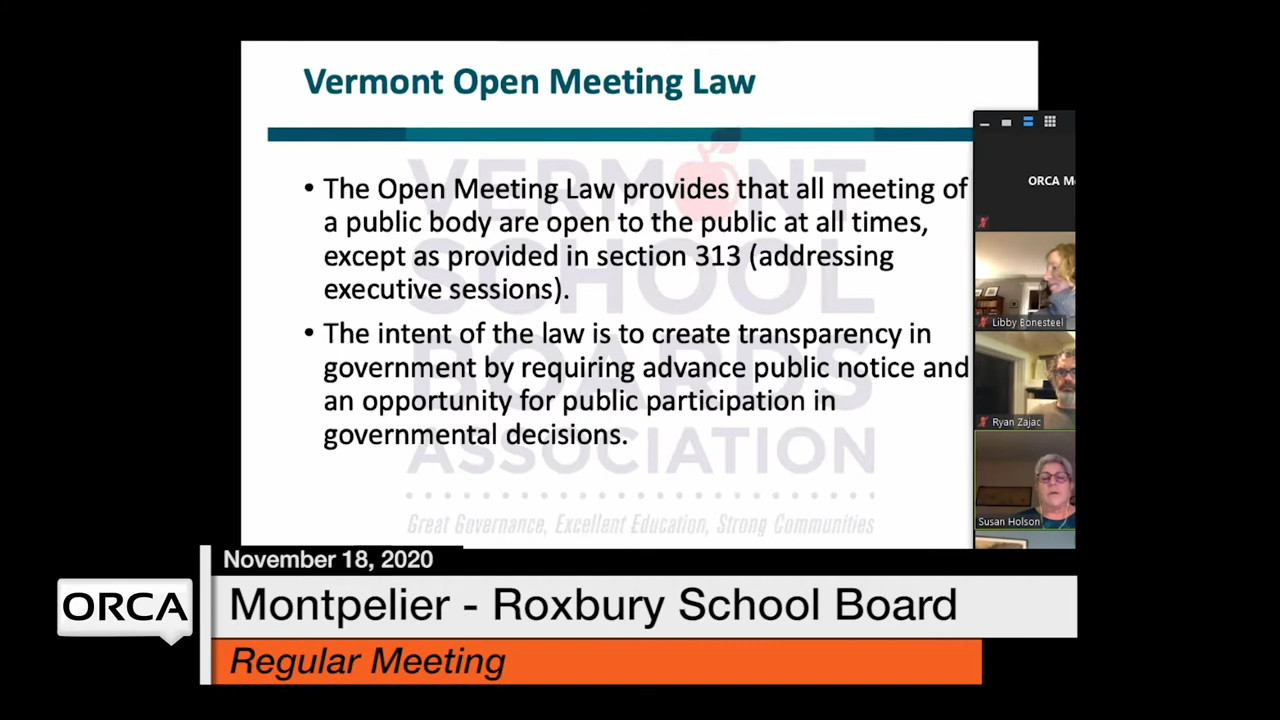 Vermont Open Meeting Law
• The Open Meeting Law provides that all meeting of
a public body are open to the public at all times,
except as provided in section 313 (addressing
executive sessions).
• The intent of the law is to create transparency in
government by requiring advance public notice and
an opportunity for public participation in
governmental decisions.
VERMONT
SCHOOL
BOARDS
ASSOCIATION
Great Governance, Excellent Education, Strong Communities
ORCA M
Libby Bonesteel
Ryan Zajac
Susan Holson
November 18, 2020
ORCA
Montpelier - Roxbury School Board
Regular Meeting